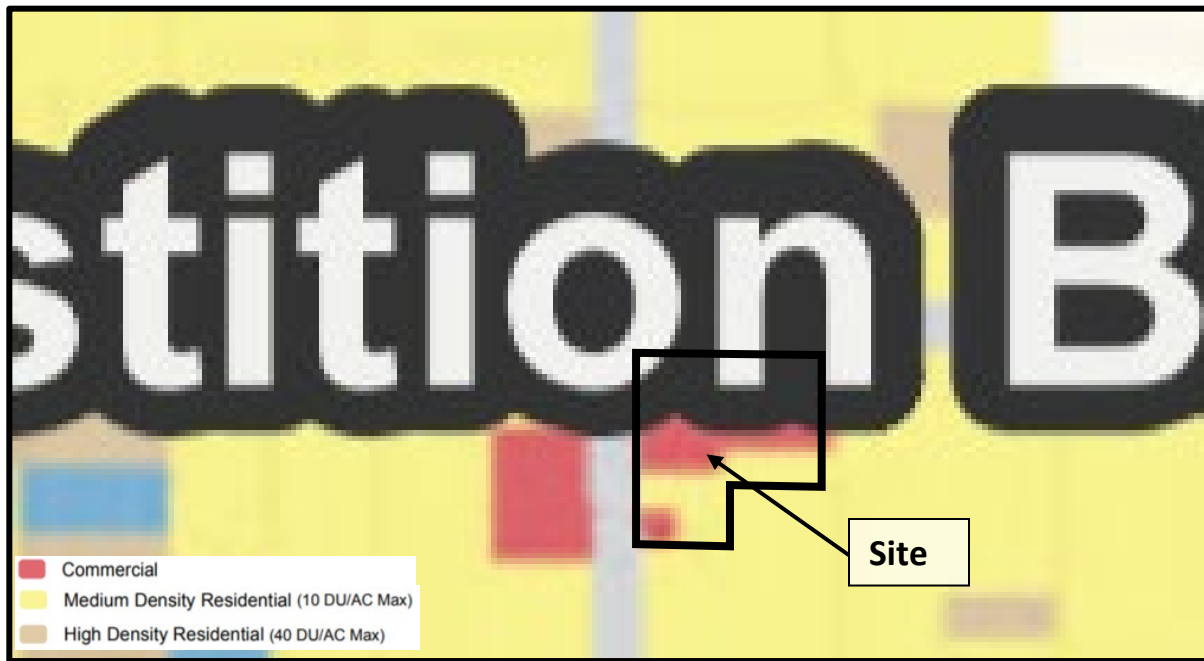 stition B
Site
Commercial
Medium Density Residential (10 DU/AC Max)
High Density Residential (40 DU/AC Max)